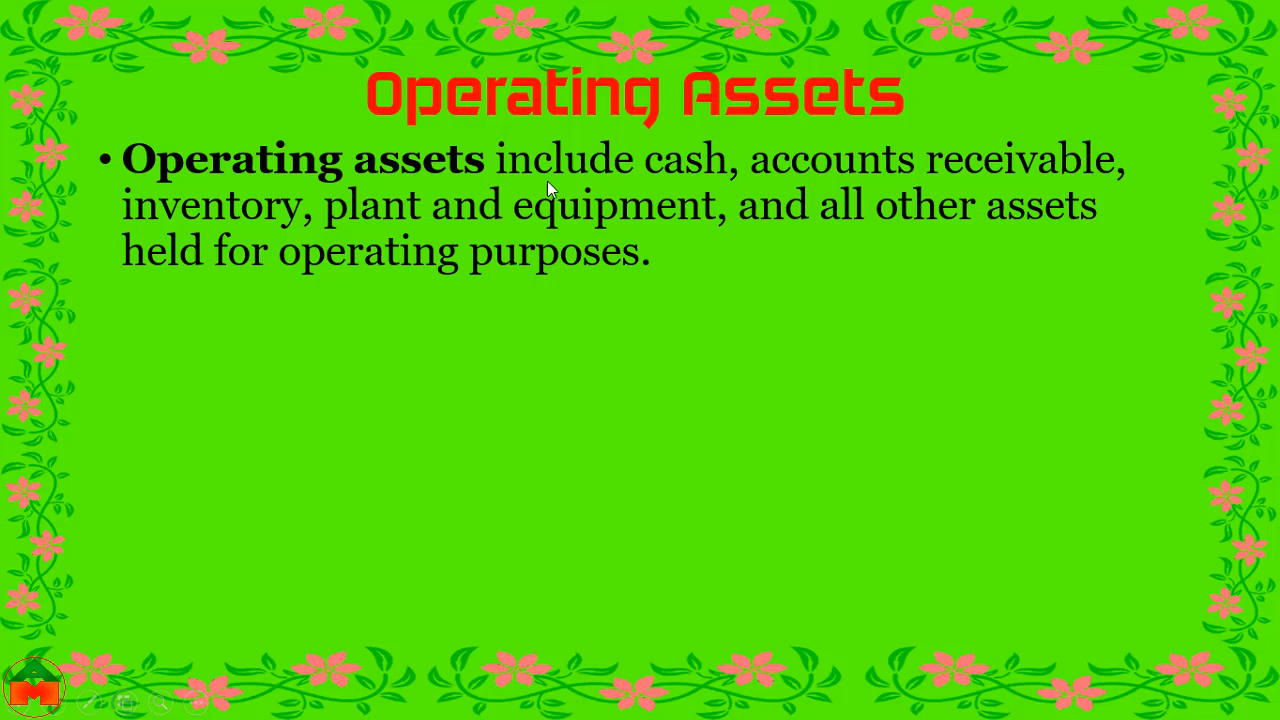 Operating Assets
• Operating assets include cash, accounts receivable,
inventory, plant and equipment, and all other assets
held for operating purposes.